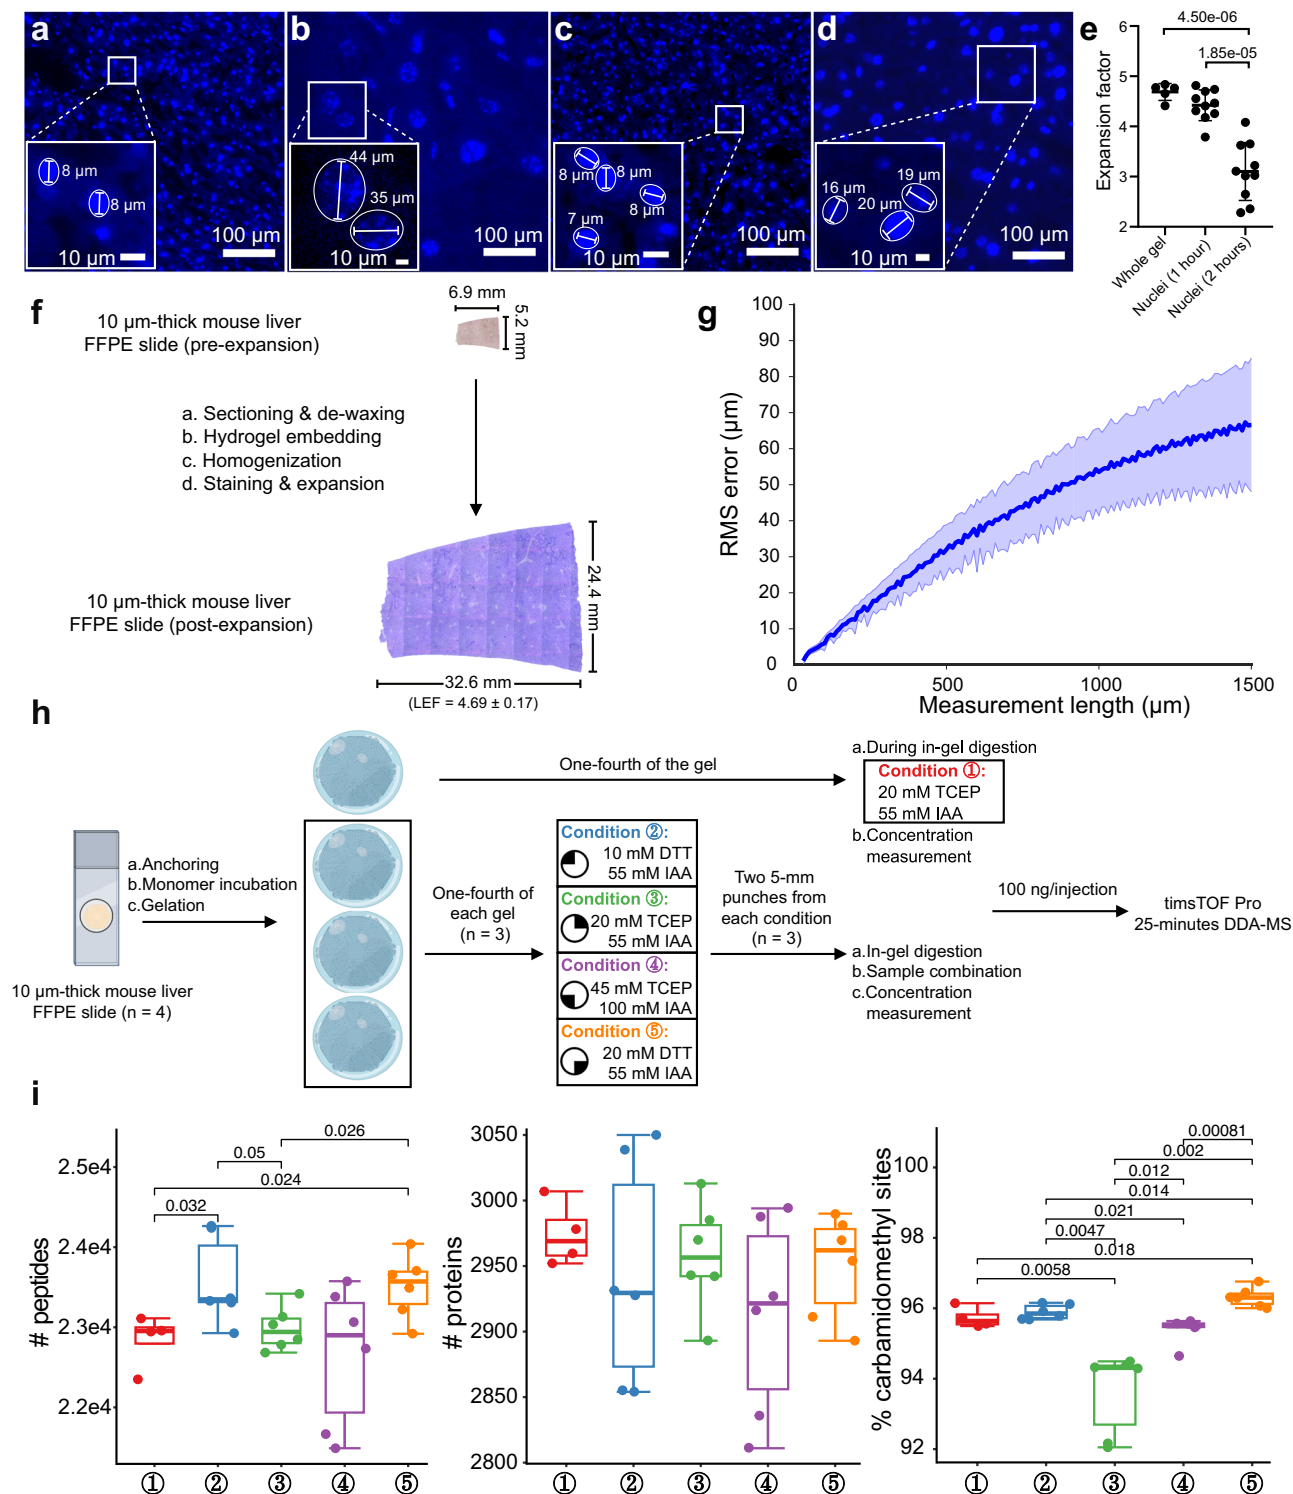 a
8 µm
8 µm
100 µm
10 µm
b
44 µm
35 µm
100 µm
10 µm
c
8 µm
8 µm
8 µm
7 µm
100 µm
10 µm
d
19 µm
16 µm
20 µm
100 µm
10 µm
e
4.50e-06
1.85e-05
Expansion factor
6
5
4
3
2
Whole gel
Nuclei (1 hour)
Nuclei (2 hours)
f
6.9 mm
5.2 mm
10 µm-thick mouse liver
FFPE slide (pre-expansion)
a. Sectioning & de-waxing
b. Hydrogel embedding
c. Homogenization
d. Staining & expansion
10 µm-thick mouse liver
FFPE slide (post-expansion)
24.4 mm
32.6 mm
(LEF = 4.69 ± 0.17)
g
RMS error (µm)
100
90
80
70
60
50
40
30
20
10
0
0
500
1000
1500
Measurement length (µm)
h
10 µm-thick mouse liver
FFPE slide (n = 4)
a.Anchoring
b.Monomer incubation
c.Gelation
One-fourth of the gel
a.During in-gel digestion
Condition ①:
20 mM TCEP
55 mM IAA
b.Concentration
measurement
One-fourth of
each gel
(n = 3)
Condition ②:
10 mM DTT
55 mM IAA
Condition ③:
20 mM TCEP
55 mM IAA
Condition ④:
45 mM TCEP
100 mM IAA
Condition ⑤:
20 mM DTT
55 mM IAA
Two 5-mm
punches from
each condition
(n = 3)
a.In-gel digestion
b.Sample combination
c.Concentration
measurement
100 ng/injection
timsTOF Pro
25-minutes DDA-MS
i
# peptides
2.5e4
2.4e4
2.3e4
2.2e4
0.026
0.05
0.024
0.032
① ② ③ ④ ⑤
# proteins
3050
3000
2950
2900
2850
2800
① ② ③ ④ ⑤
% carbamidomethyl sites
100
98
96
94
92
0.00081
0.002
0.012
0.014
0.021
0.0047
0.018
0.0058
① ② ③ ④ ⑤